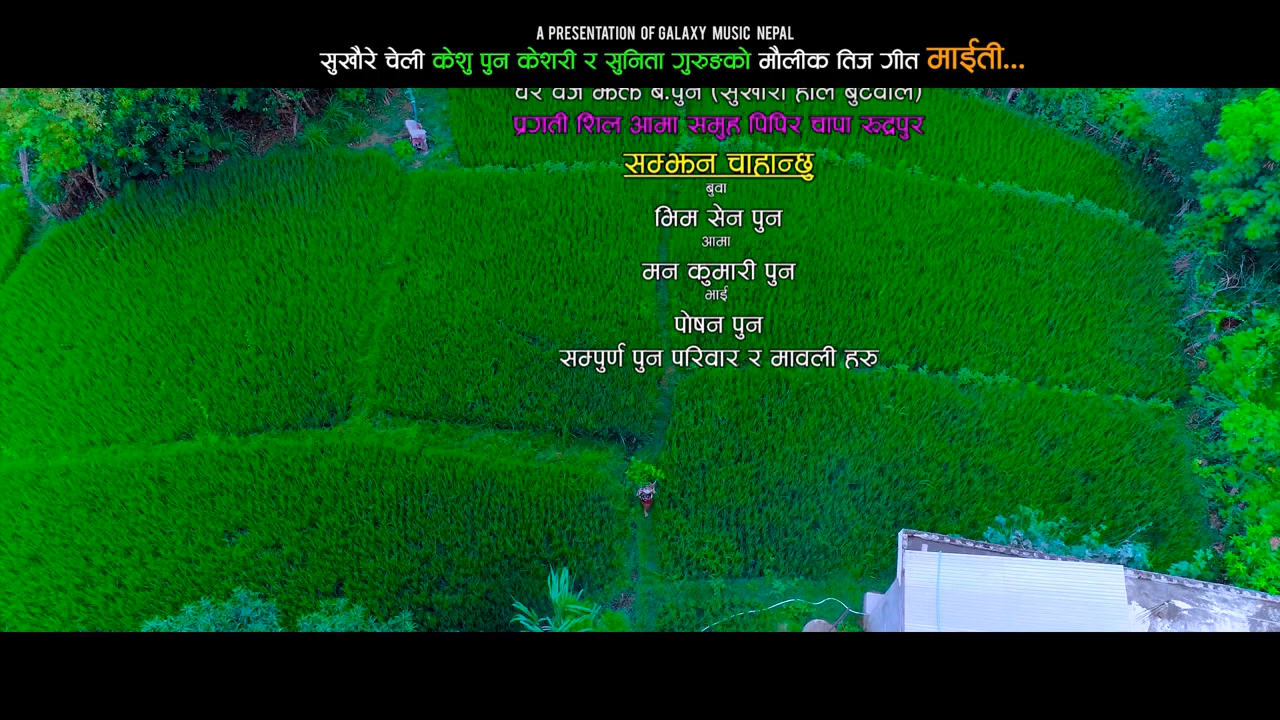 A PRESENTATION OF GALAXY MUSIC NEPAL
सुखौरे चेली केशु पुन केशरी र सुनिता गुरुङको मौलीक तिज गीत माईती...
ब.पुन (सुखौरा हाल बुटवाल)
प्रगती शिल आमा समुह पिपिर चापा रुद्रपुर
सम्झन चाहान्छु
बुवा
भिम सेन पुन
आमा
मन कुमारी पुन
भाई
पोषन पुन
सम्पुर्ण पुन परिवार र मावली हरु